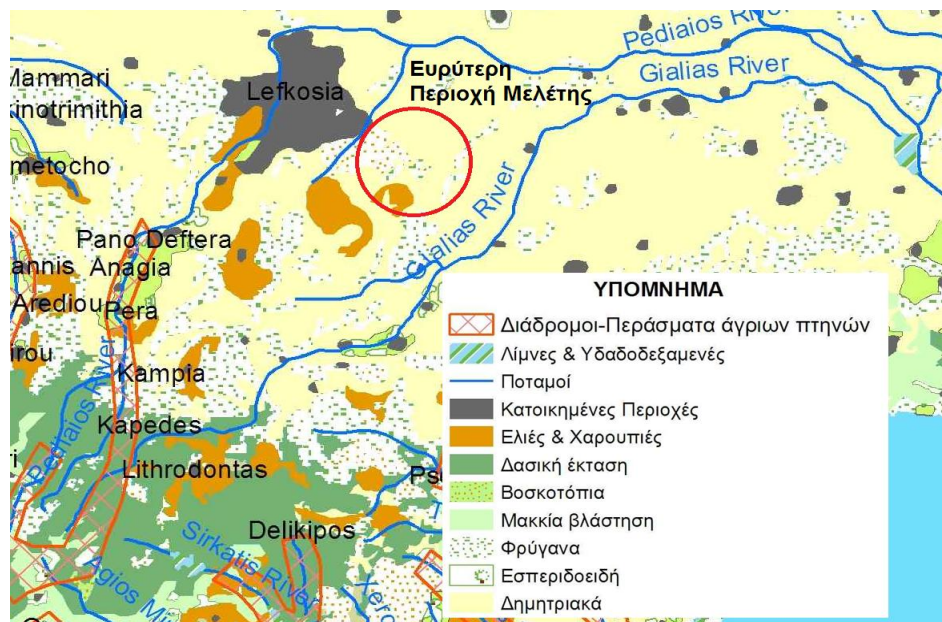 Pediaios River
Gialias River
Ευρύτερη
Περιοχή Μελέτης
Mammari
Lefkosia
Gialias River
Pano Deftera
Anagia
Arediou
Pera
Kampia
Pediaios River
Kapedes
Lithrodontas
Delikipos
Sirkatis River
Agios
ΥΠΟΜΝΗΜΑ
Διάδρομοι-Περάσματα άγριων πτηνών
Λίμνες & Υδαδοδεξαμενές
Ποταμοί
Κατοικημένες Περιοχές
Ελιές & Χαρουπιές
Δασική έκταση
Βοσκοτόπια
Μακκία βλάστηση
Φρύγανα
Εσπεριδοειδή
Δημητριακά